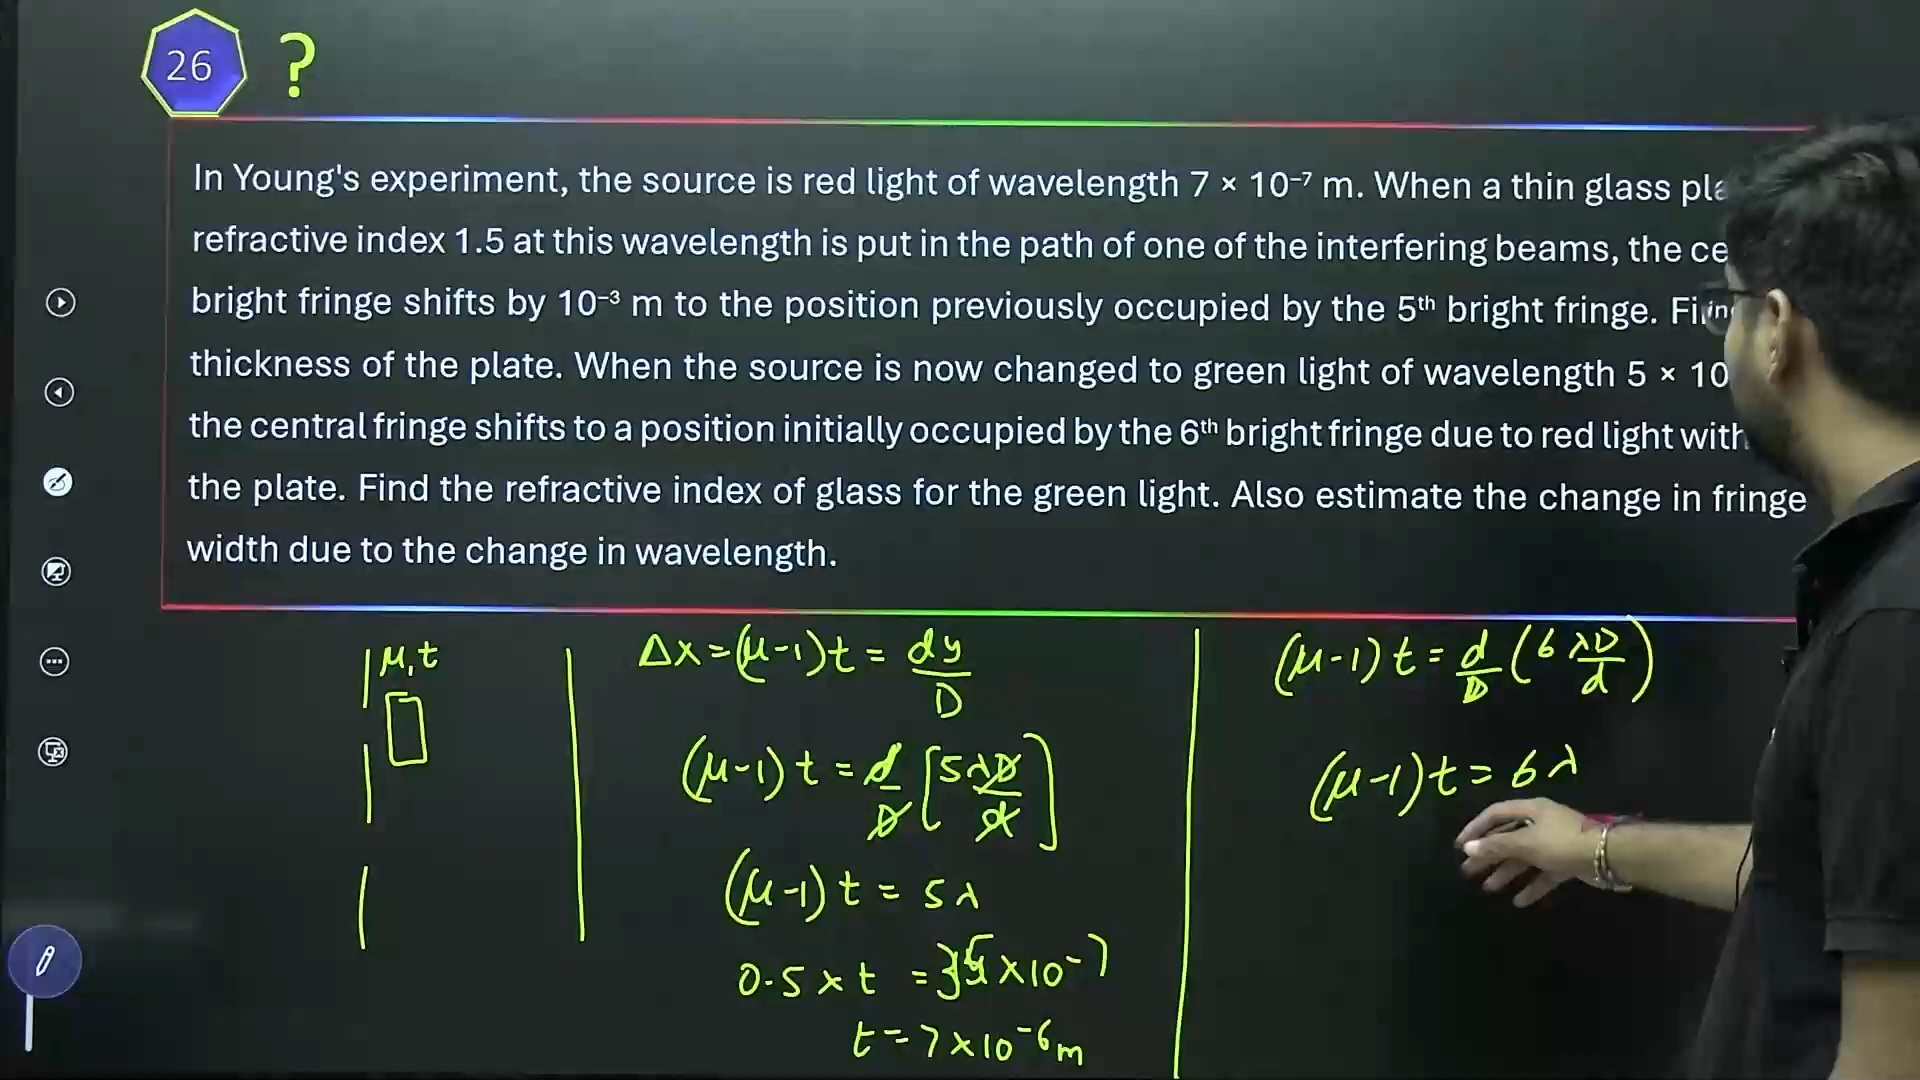 26 ?
In Young's experiment, the source is red light of wavelength 7 × 10⁻⁷ m. When a thin glass
refractive index 1.5 at this wavelength is put in the path of one of the interfering beams, the
bright fringe shifts by 10⁻³ m to the position previously occupied by the 5ᵗʰ bright fringe.
thickness of the plate. When the source is now changed to green light of wavelength 5 × 10
the central fringe shifts to a position initially occupied by the 6ᵗʰ bright fringe due to red light
the plate. Find the refractive index of glass for the green light. Also estimate the change in fringe
width due to the change in wavelength.
μ, t
Δx = (μ-1)t = dy/D
(μ-1)t = d/D [5λD/d]
(μ-1)t = 5λ
0.5 × t = 35 × 10⁻⁷
t = 7 × 10⁻⁶ m
(μ-1)t = d/D (6 λD/d)
(μ-1)t = 6λ